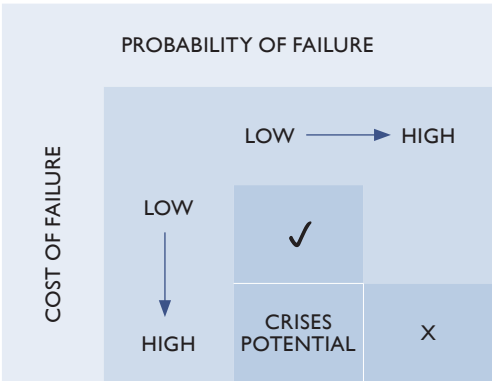 PROBABILITY OF FAILURE
LOW HIGH
COST OF FAILURE
LOW
✓
HIGH
CRISES
POTENTIAL
X